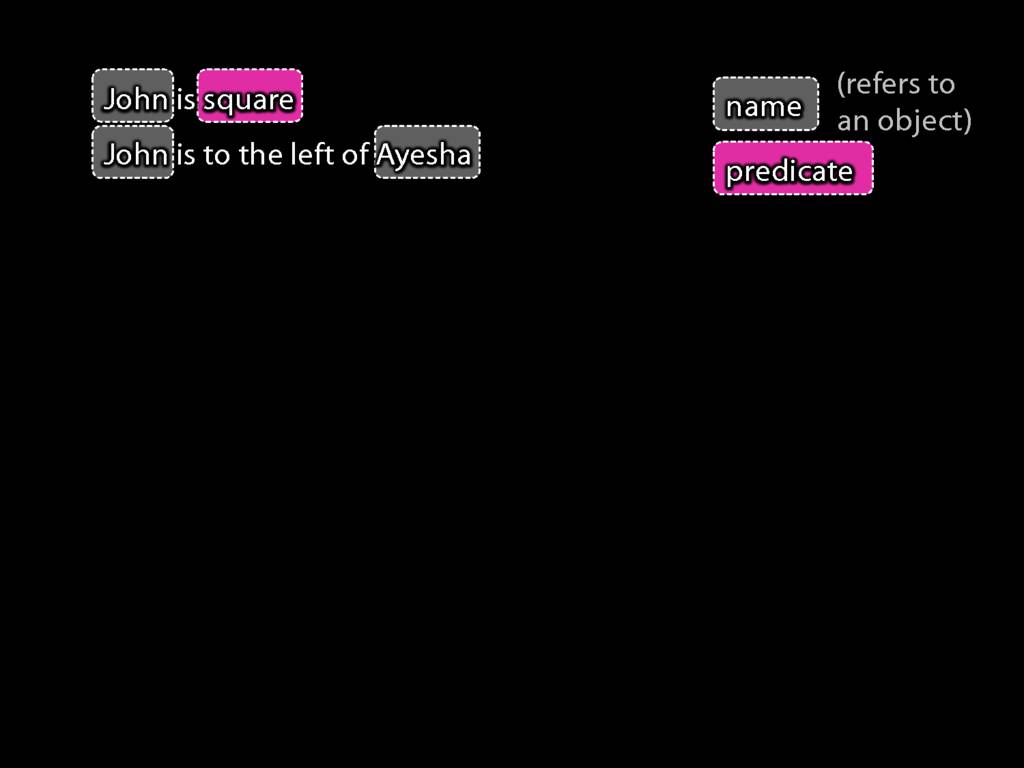 John is square
John is to the left of Ayesha
name
(refers to
an object)
predicate